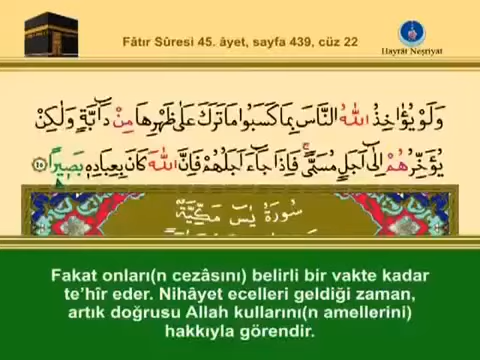 Fâtır Sûresi 45. âyet, sayfa 439, cüz 22
Hayrât Neşriyat
وَلَوْ يُؤَاخِذُ اللّٰهُ النَّاسَ بِمَا كَسَبُوا مَا تَرَكَ عَلٰى ظَهْرِهَا مِنْ دَٓابَّةٍ وَلٰكِنْ
يُؤَخِّرُهُمْ اِلٰٓى اَجَلٍ مُسَمًّى ۚ فَاِذَا جَٓاءَ اَجَلُهُمْ فَاِنَّ اللّٰهَ كَانَ بِعِبَادِهٖ بَصٖيرًا ﴿٤٥﴾
سُورَةُ يٰسٓ مَكِّيَّةٌ
Fakat onları(n cezâsını) belirli bir vakte kadar
te’hîr eder. Nihâyet ecelleri geldiği zaman,
artık doğrusu Allah kullarını(n amellerini)
hakkıyla görendir.